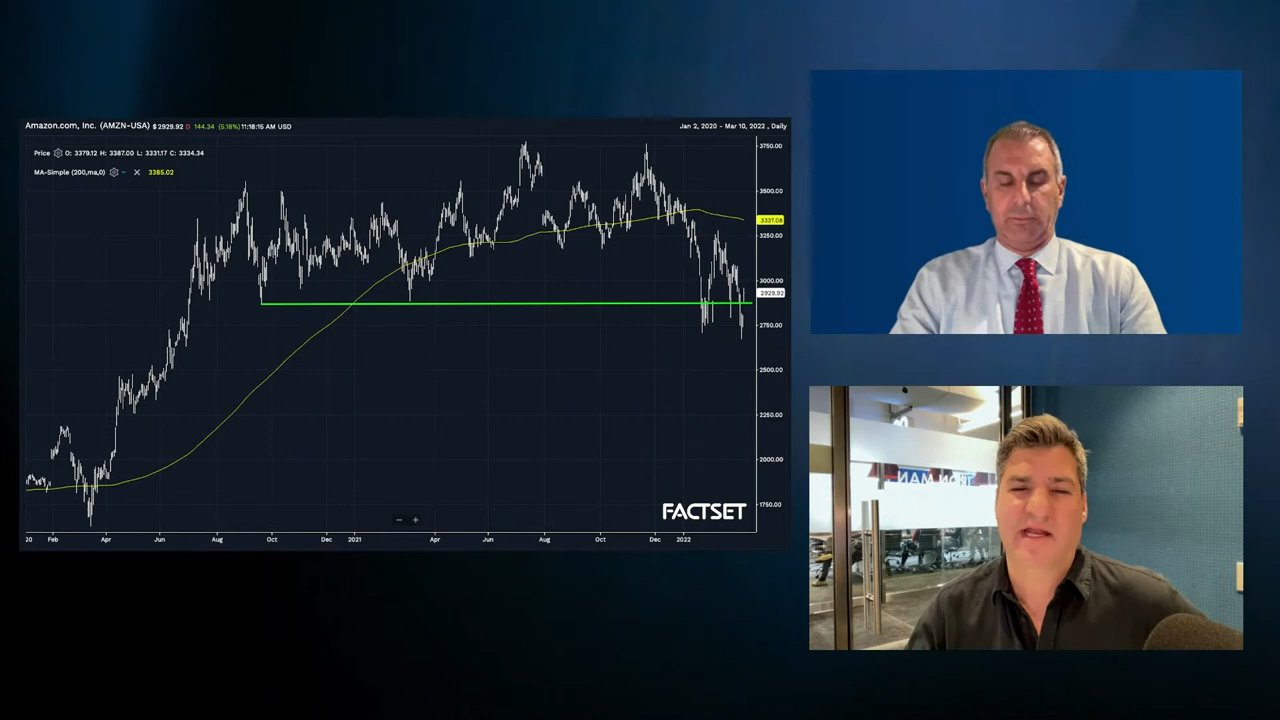 Amazon.com, Inc. (AMZN-USA) $ 2929.92 D 144.34 (5.18%) 11:18:15 AM USD
Jan 2, 2020 - Mar 10, 2022 , Daily
Price O: 3379.12 H: 3387.00 L: 3331.17 C: 3334.34
MA-Simple (200,ma,0) 3385.02
3750.00
3500.00
3337.08
3250.00
3000.00
2929.92
2750.00
2500.00
2250.00
2000.00
1750.00
FACTSET
20 Feb Apr Jun Aug Oct Dec 2021 Apr Jun Aug Oct Dec 2022
IRON MAN